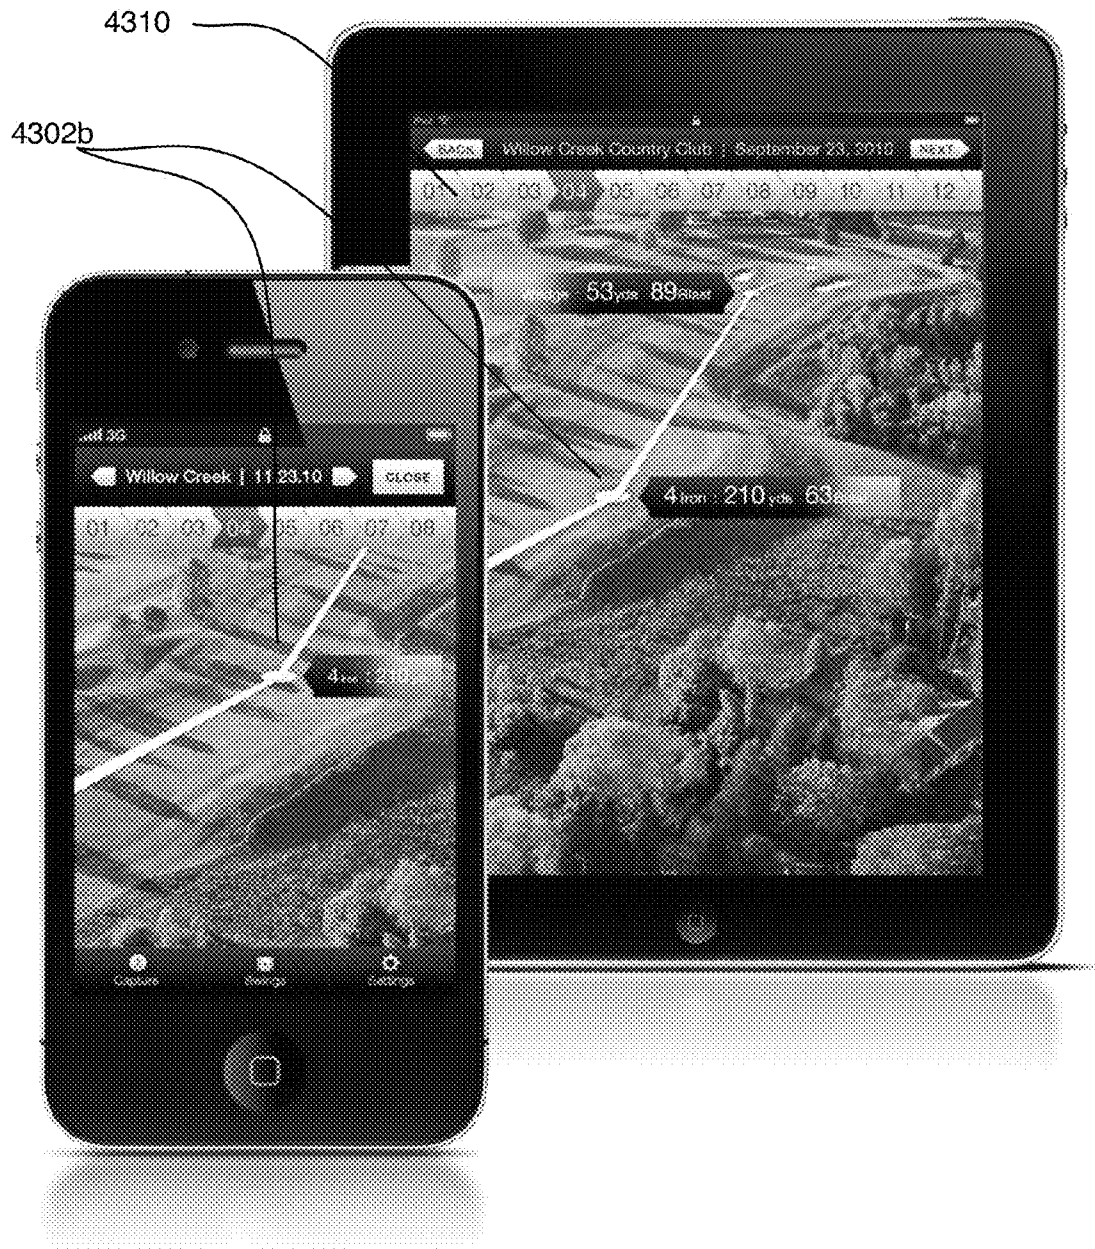 4310
4302b
BACK Willow Creek Country Club | September 23, 2010 NEXT
01 02 03 04 05 06 07 08 09 10 11 12
53yds 89
4 Iron : 210yds 63
3G
Willow Creek | 11.23.10 CLOSE
01 02 03 04 05 06 07 08
4
Capture Swings Settings